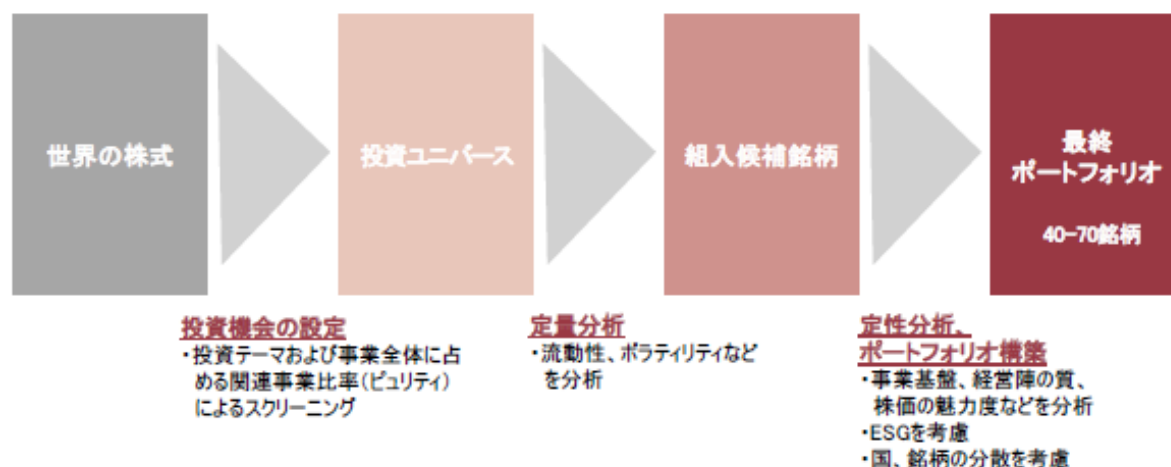 世界の株式
投資ユニバース
組入候補銘柄
最終
ポートフォリオ
40-70銘柄
投資機会の設定
・投資テーマおよび事業全体に占
める関連事業比率(ピュリティ)
によるスクリーニング
定量分析
・流動性、ボラティリティなど
を分析
定性分析、
ポートフォリオ構築
・事業基盤、経営陣の質、
株価の魅力度などを分析
・ESGを考慮
・国、銘柄の分散を考慮